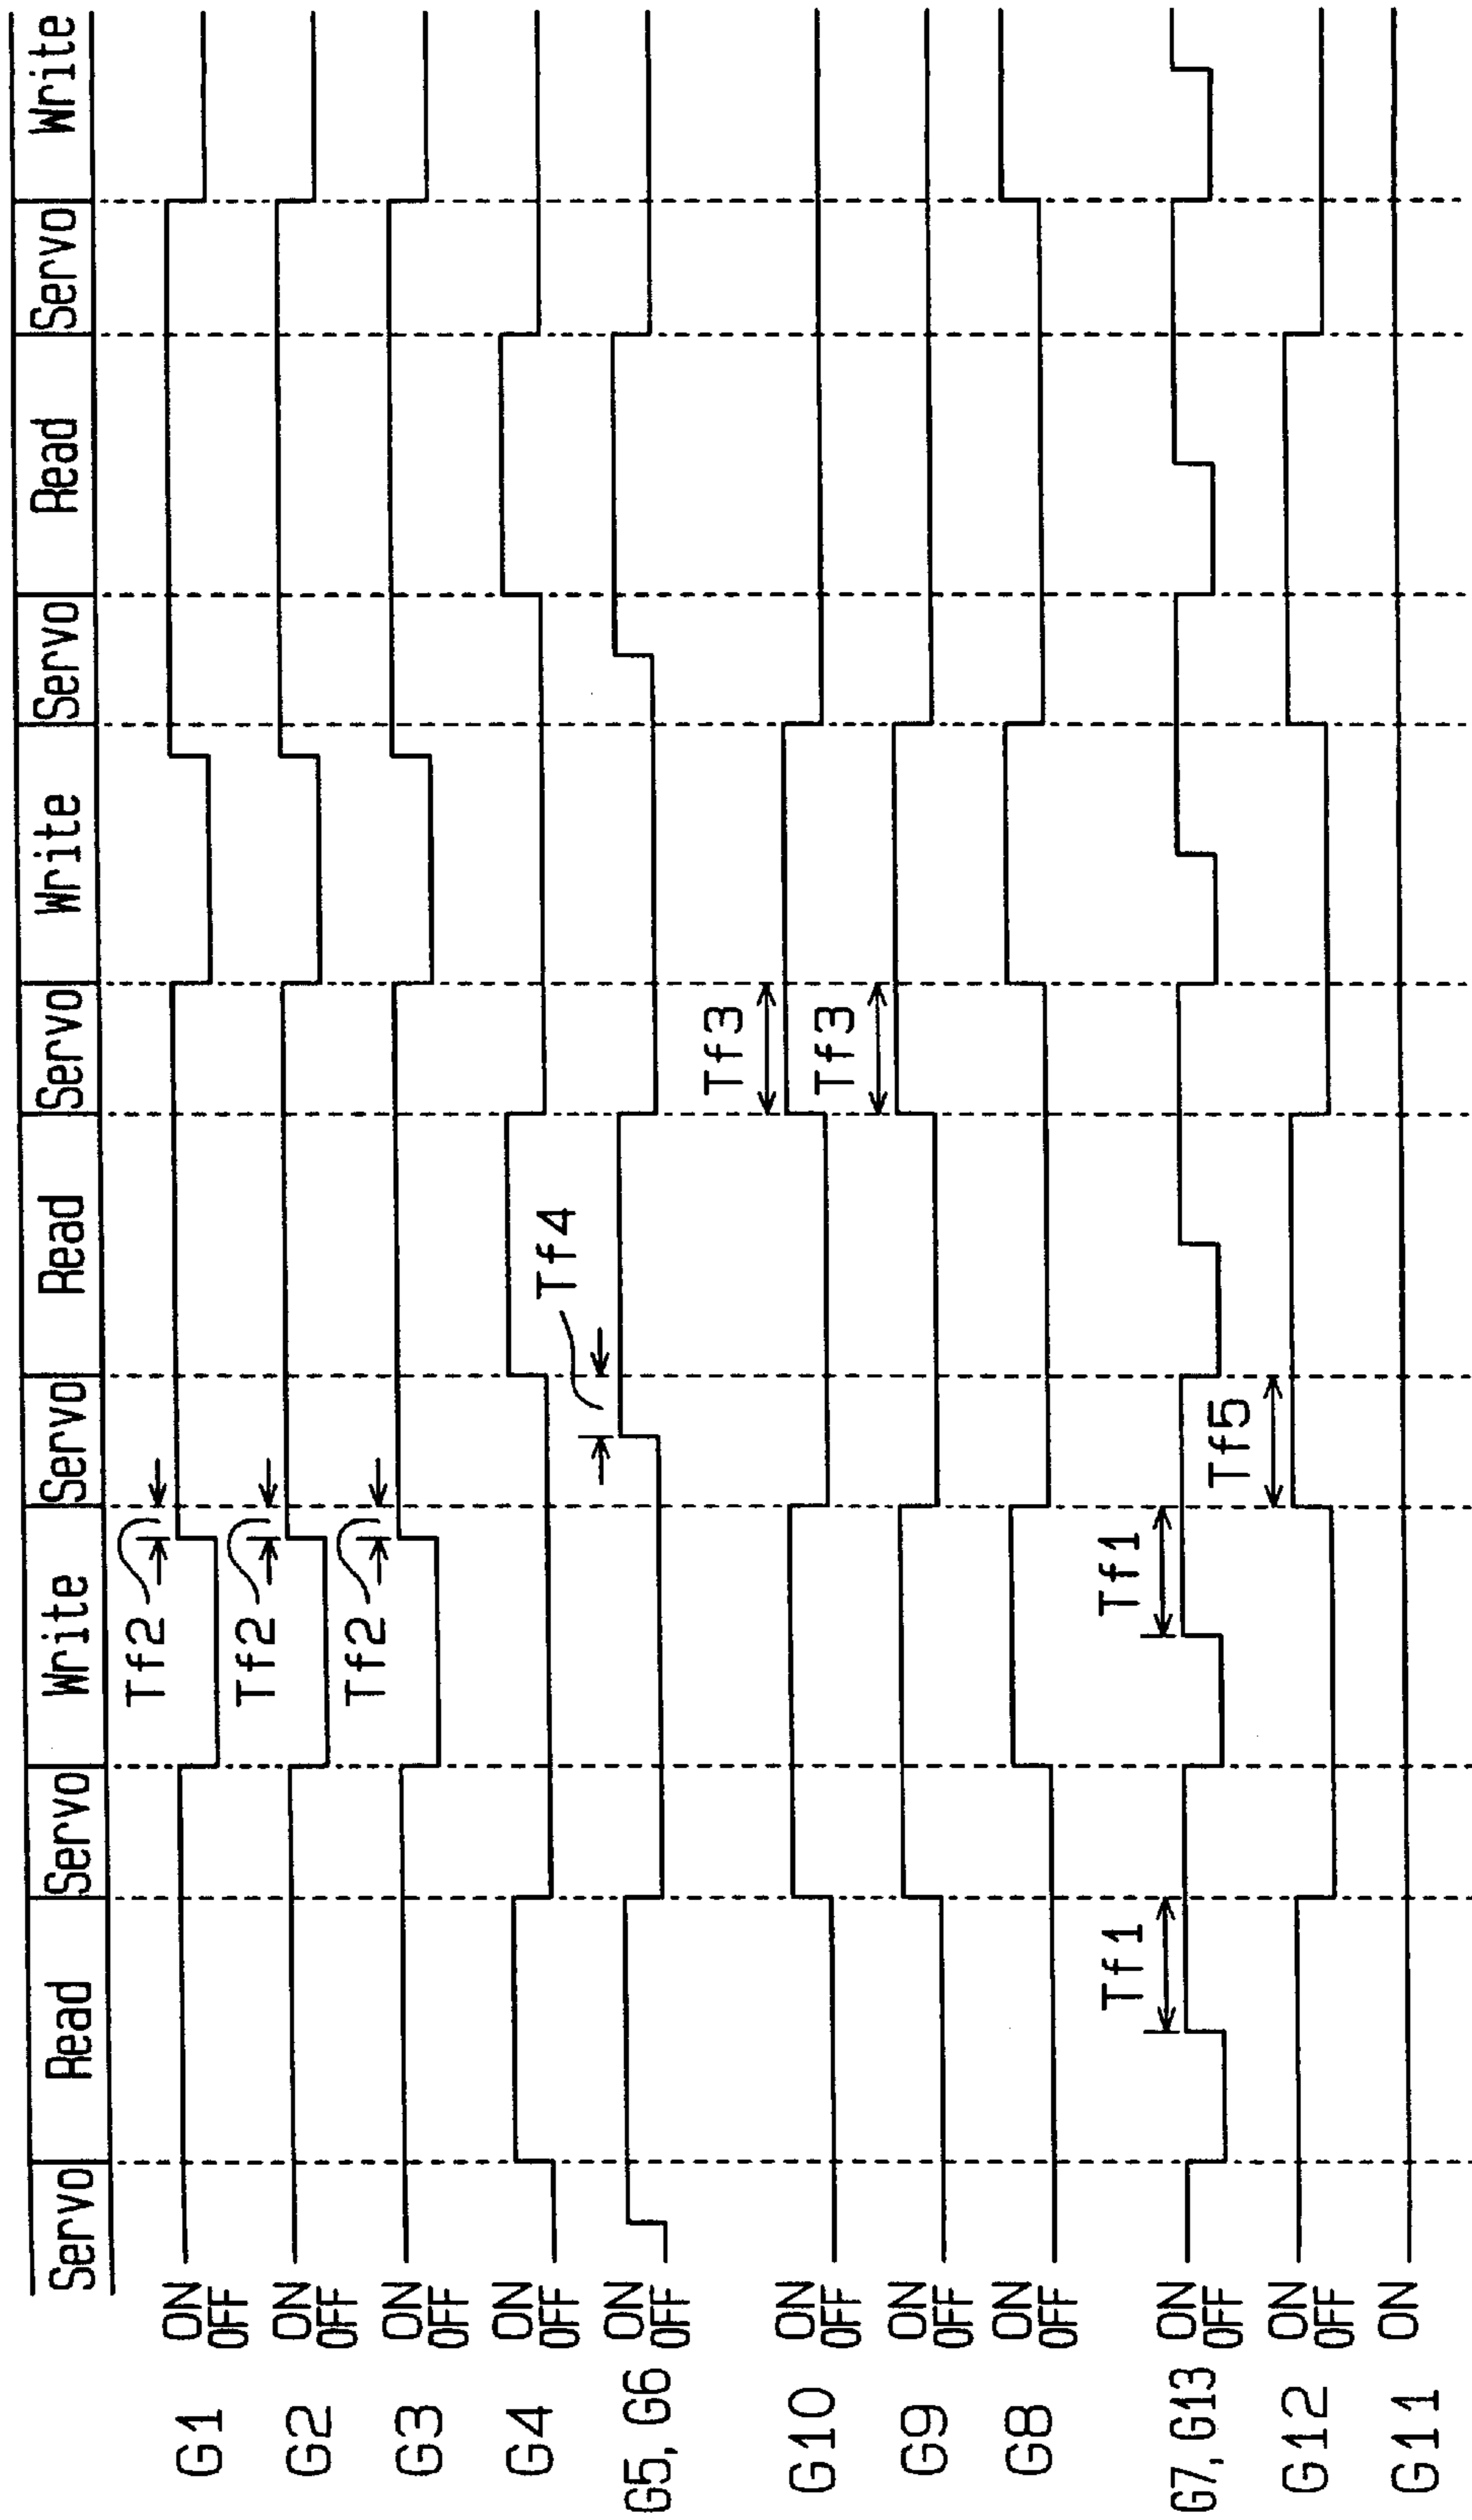 Servo Read Servo Write Servo Read Servo Write Servo Read Servo Write
G1 ON OFF Tf2
G2 ON OFF Tf2
G3 ON OFF Tf2
G4 ON OFF
G5, G6 ON OFF Tf4
G10 ON OFF Tf3
G9 ON OFF Tf3
G8 ON OFF
G7, G13 ON OFF Tf1 Tf1
G12 ON OFF Tf5
G11 ON